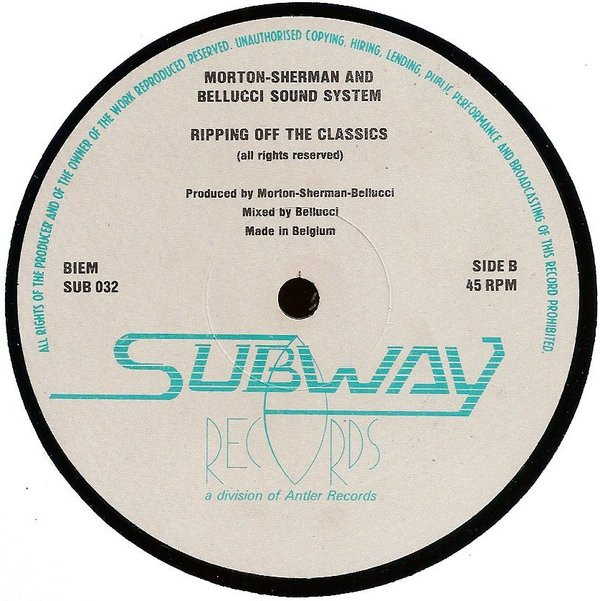 ALL RIGHTS OF THE PRODUCER AND OF THE OWNER OF THE WORK REPRODUCED RESERVED. UNAUTHORISED COPYING, HIRING, LENDING, PUBLIC PERFORMANCE AND BROADCASTING OF THIS RECORD PROHIBITED.
MORTON-SHERMAN AND
BELLUCCI SOUND SYSTEM
RIPPING OFF THE CLASSICS
(all rights reserved)
Produced by Morton-Sherman-Bellucci
Mixed by Bellucci
Made in Belgium
BIEM
SUB 032
SIDE B
45 RPM
SUBWAY
RECORDS
a division of Antler Records